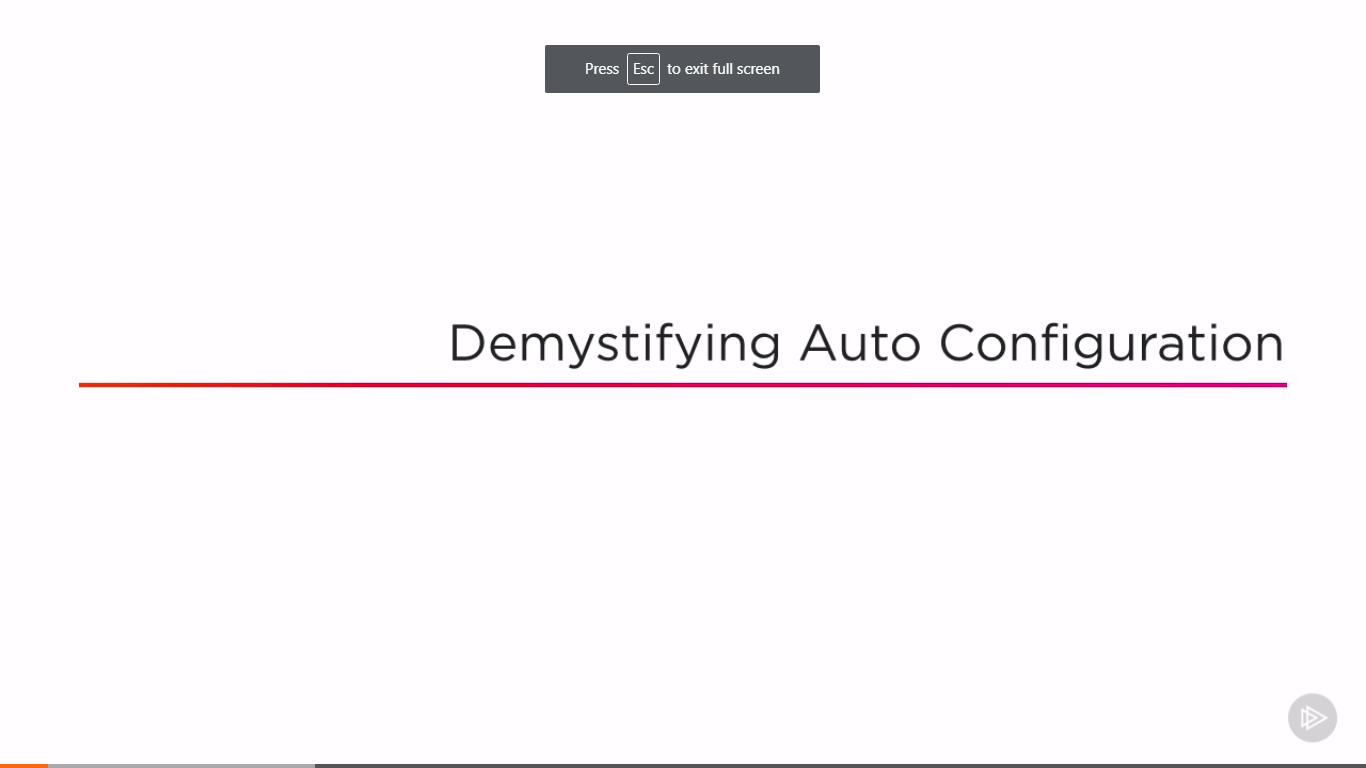 Press Esc to exit full screen
Demystifying Auto Configuration